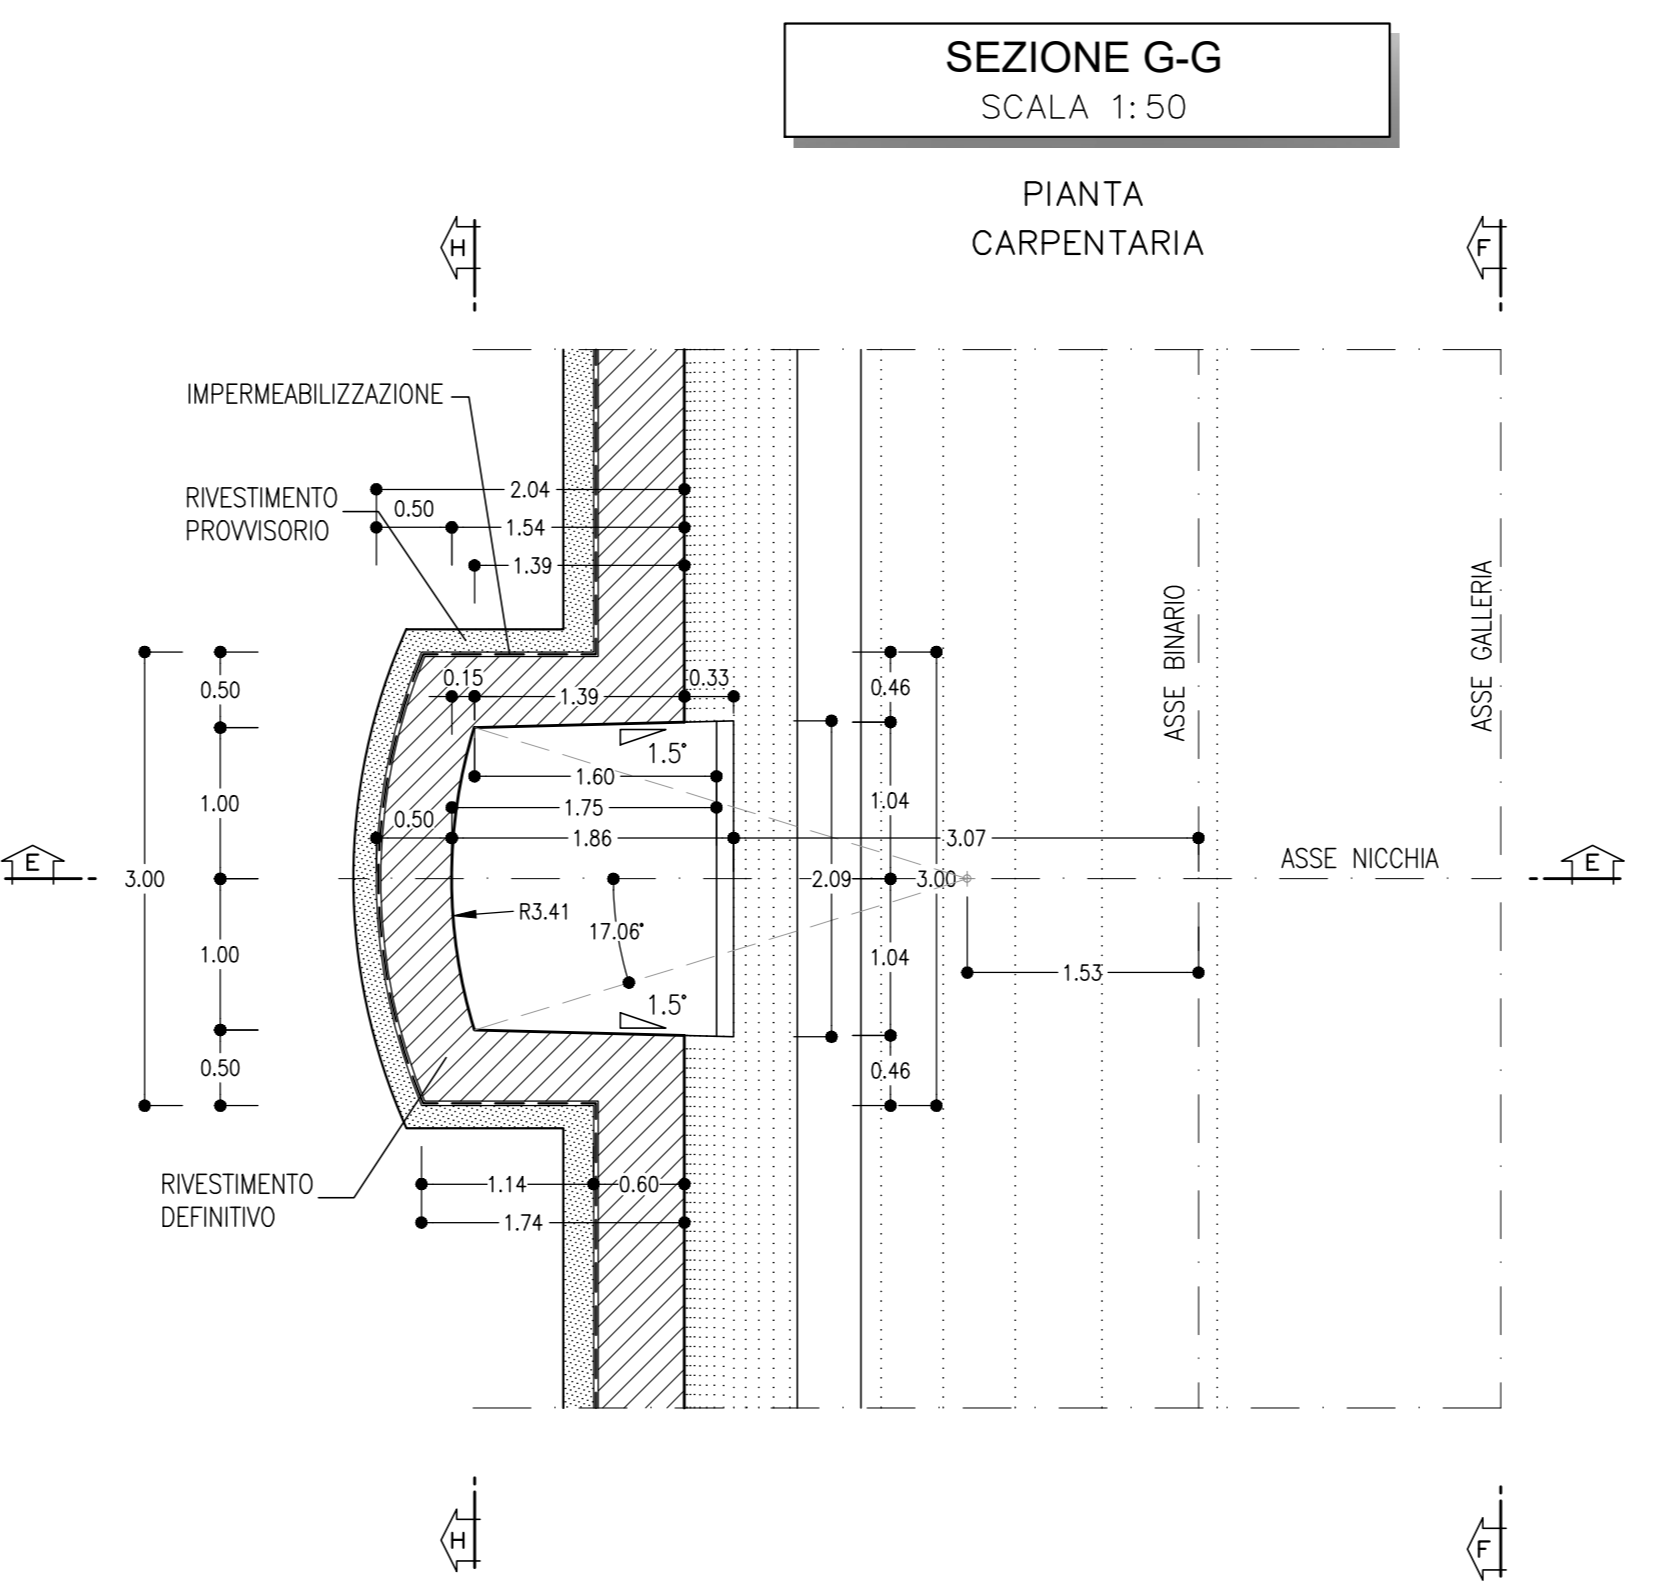 SEZIONE G-G
SCALA 1:50
PIANTA
CARPENTARIA
H
F
IMPERMEABILIZZAZIONE
RIVESTIMENTO
PROVVISORIO
2.04
0.50
1.54
1.39
ASSE BINARIO
ASSE GALLERIA
0.50
0.15
1.39
0.33
0.46
1.5°
1.60
1.00
0.50
1.75
1.04
1.86
3.07
E
3.00
2.09
3.00
ASSE NICCHIA
E
R3.41
17.06°
1.00
1.04
1.53
1.5°
0.50
0.46
RIVESTIMENTO
DEFINITIVO
1.14
0.60
1.74
H
F